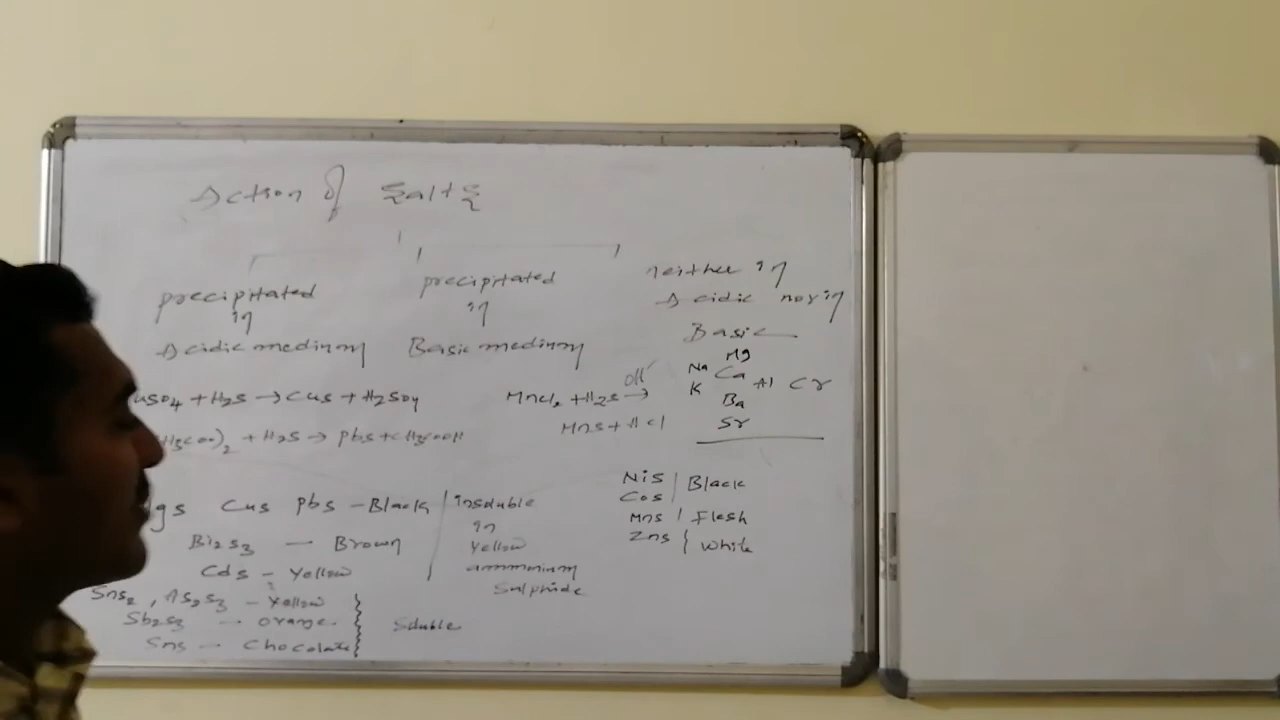 Action of Salts
precipitated
in
Acidic medium
precipitated
in
Basic medium
neither in
Acidic nor in
Basic
Mg
Na Ca Al Cr
K
Ba
Sr
uSO4 + H2S → CuS + H2SO4
H3COO)2 + H2S → PbS + CH3COOH
OH-
MnCl2 + H2S →
MnS + HCl
gS CuS PbS - Black
Bi2S3 - Brown
CdS - Yellow
insoluble
in
Yellow
ammonium
Sulphide
SnS2, As2S3 - Yellow
Sb2S3 - Orange
SnS - Chocolate
Soluble
NiS
CoS
Black
MnS | Flesh
ZnS { White